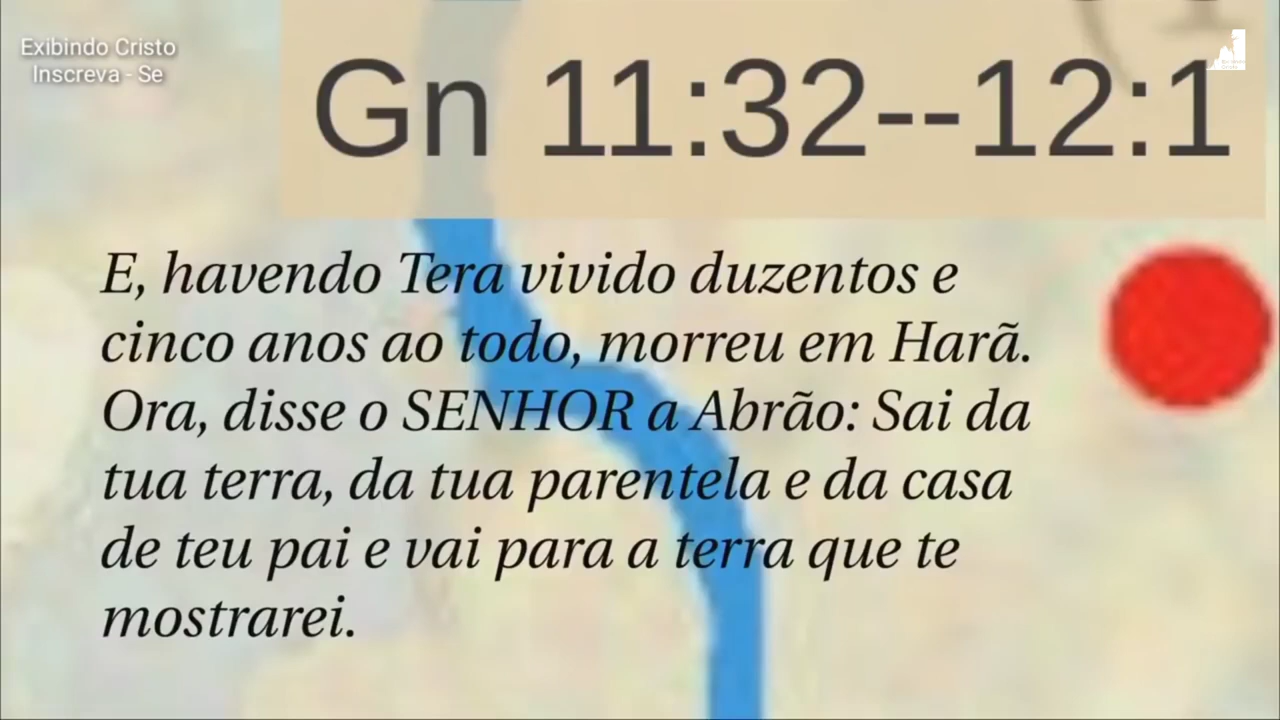 Exibindo Cristo
Inscreva - Se
Gn 11:32--12:1
E, havendo Tera vivido duzentos e
cinco anos ao todo, morreu em Harã.
Ora, disse o SENHOR a Abrão: Sai da
tua terra, da tua parentela e da casa
de teu pai e vai para a terra que te
mostrarei.